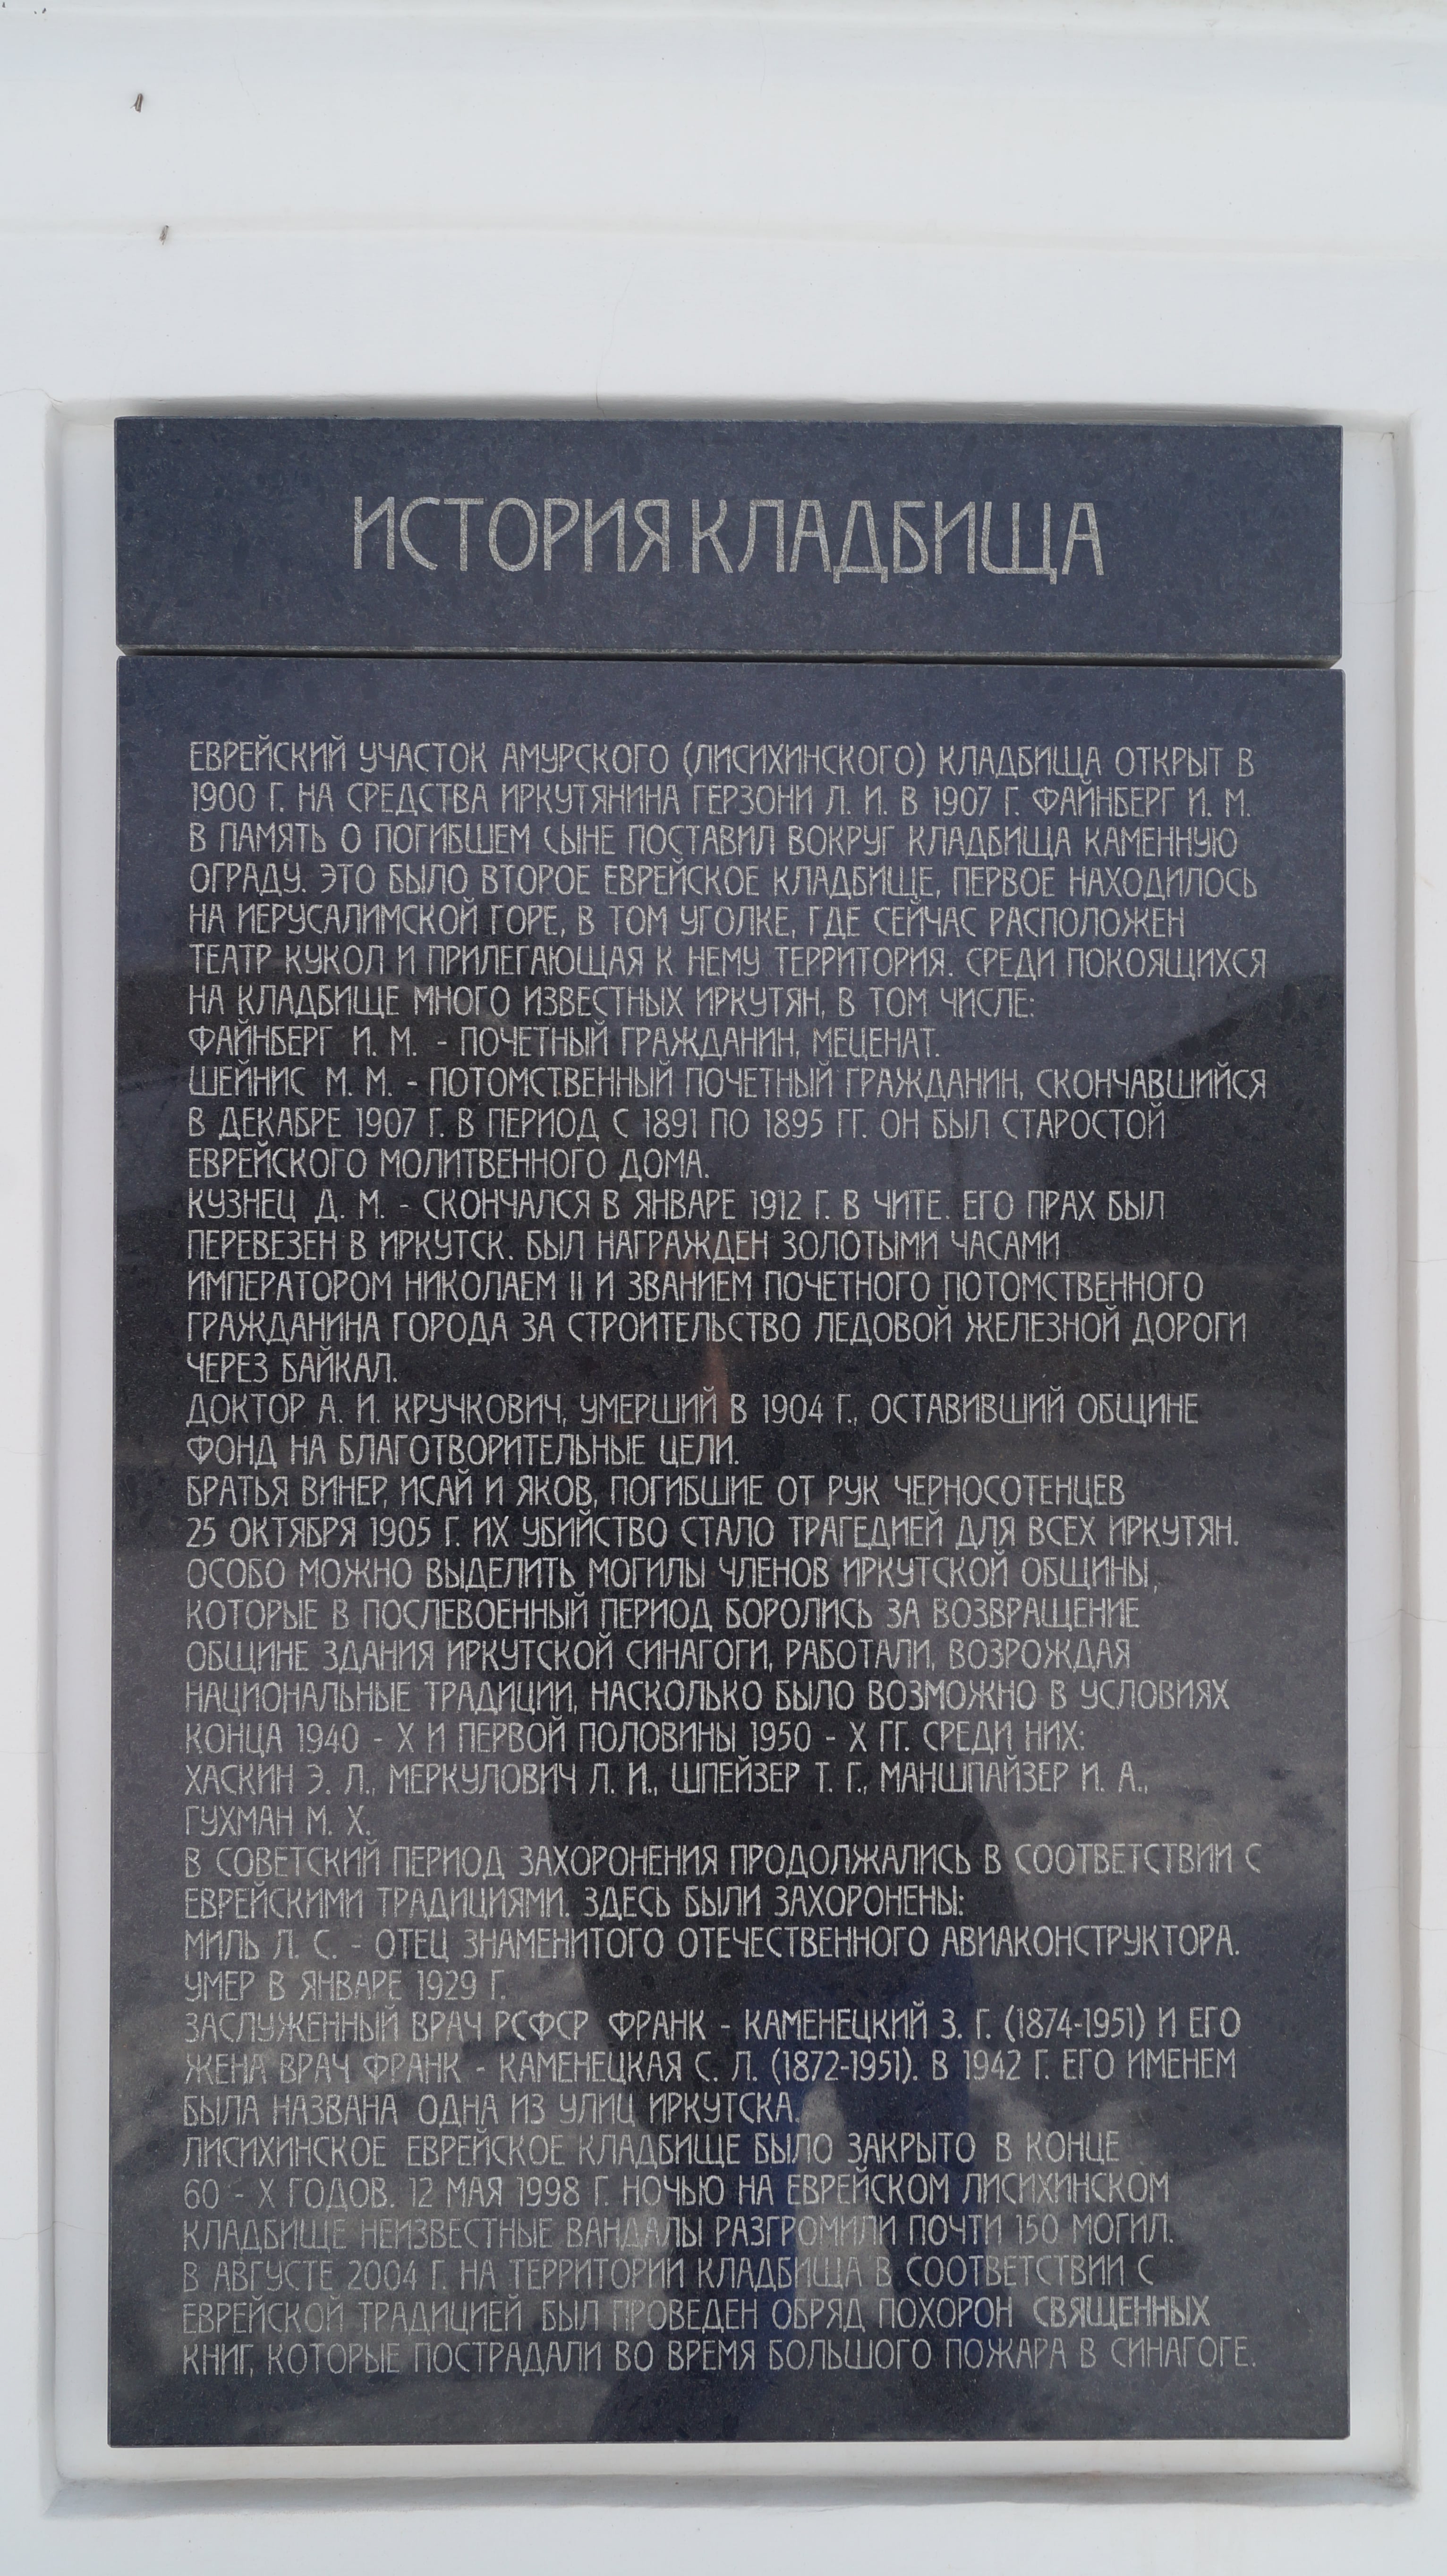 ИСТОРИЯ КЛАДБИЩА
ЕВРЕЙСКИЙ УЧАСТОК АМУРСКОГО (ЛИСИХИНСКОГО) КЛАДБИЩА ОТКРЫТ В
1900 Г. НА СРЕДСТВА ИРКУТЯНИНА ГЕРЗОНИ Л. И. В 1907 Г. ФАЙНБЕРГ И. М.
В ПАМЯТЬ О ПОГИБШЕМ СЫНЕ ПОСТАВИЛ ВОКРУГ КЛАДБИЩА КАМЕННУЮ
ОГРАДУ. ЭТО БЫЛО ВТОРОЕ ЕВРЕЙСКОЕ КЛАДБИЩЕ, ПЕРВОЕ НАХОДИЛОСЬ
НА ИЕРУСАЛИМСКОЙ ГОРЕ, В ТОМ УГОЛКЕ, ГДЕ СЕЙЧАС РАСПОЛОЖЕН
ТЕАТР КУКОЛ И ПРИЛЕГАЮЩАЯ К НЕМУ ТЕРРИТОРИЯ. СРЕДИ ПОКОЯЩИХСЯ
НА КЛАДБИЩЕ МНОГО ИЗВЕСТНЫХ ИРКУТЯН, В ТОМ ЧИСЛЕ:
ФАЙНБЕРГ И. М. - ПОЧЕТНЫЙ ГРАЖДАНИН, МЕЦЕНАТ.
ШЕЙНИС М. М. - ПОТОМСТВЕННЫЙ ПОЧЕТНЫЙ ГРАЖДАНИН, СКОНЧАВШИЙСЯ
В ДЕКАБРЕ 1907 Г. В ПЕРИОД С 1891 ПО 1895 ГГ. ОН БЫЛ СТАРОСТОЙ
ЕВРЕЙСКОГО МОЛИТВЕННОГО ДОМА.
КУЗНЕЦ Д. М. - СКОНЧАЛСЯ В ЯНВАРЕ 1912 Г. В ЧИТЕ. ЕГО ПРАХ БЫЛ
ПЕРЕВЕЗЕН В ИРКУТСК. БЫЛ НАГРАЖДЕН ЗОЛОТЫМИ ЧАСАМИ
ИМПЕРАТОРОМ НИКОЛАЕМ II И ЗВАНИЕМ ПОЧЕТНОГО ПОТОМСТВЕННОГО
ГРАЖДАНИНА ГОРОДА ЗА СТРОИТЕЛЬСТВО ЛЕДОВОЙ ЖЕЛЕЗНОЙ ДОРОГИ
ЧЕРЕЗ БАЙКАЛ.
ДОКТОР А. И. КРУЧКОВИЧ, УМЕРШИЙ В 1904 Г., ОСТАВИВШИЙ ОБЩИНЕ
ФОНД НА БЛАГОТВОРИТЕЛЬНЫЕ ЦЕЛИ.
БРАТЬЯ ВИНЕР, ИСАЙ И ЯКОВ, ПОГИБШИЕ ОТ РУК ЧЕРНОСОТЕНЦЕВ
25 ОКТЯБРЯ 1905 Г. ИХ УБИЙСТВО СТАЛО ТРАГЕДИЕЙ ДЛЯ ВСЕХ ИРКУТЯН.
ОСОБО МОЖНО ВЫДЕЛИТЬ МОГИЛЫ ЧЛЕНОВ ИРКУТСКОЙ ОБЩИНЫ,
КОТОРЫЕ В ПОСЛЕВОЕННЫЙ ПЕРИОД БОРОЛИСЬ ЗА ВОЗВРАЩЕНИЕ
ОБЩИНЕ ЗДАНИЯ ИРКУТСКОЙ СИНАГОГИ, РАБОТАЛИ, ВОЗРОЖДАЯ
НАЦИОНАЛЬНЫЕ ТРАДИЦИИ, НАСКОЛЬКО БЫЛО ВОЗМОЖНО В УСЛОВИЯХ
КОНЦА 1940 - Х И ПЕРВОЙ ПОЛОВИНЫ 1950 - Х ГГ. СРЕДИ НИХ:
ХАСКИН Э. Л., МЕРКУЛОВИЧ Л. И., ШПЕЙЗЕР Т. Г., МАНШПАЙЗЕР И. А.,
ГУХМАН М. Х.
В СОВЕТСКИЙ ПЕРИОД ЗАХОРОНЕНИЯ ПРОДОЛЖАЛИСЬ В СООТВЕТСТВИИ С
ЕВРЕЙСКИМИ ТРАДИЦИЯМИ. ЗДЕСЬ БЫЛИ ЗАХОРОНЕНЫ:
МИЛЬ Л. С. - ОТЕЦ ЗНАМЕНИТОГО ОТЕЧЕСТВЕННОГО АВИАКОНСТРУКТОРА.
УМЕР В ЯНВАРЕ 1929 Г.
ЗАСЛУЖЕННЫЙ ВРАЧ РСФСР ФРАНК - КАМЕНЕЦКИЙ З. Г. (1874-1951) И ЕГО
ЖЕНА ВРАЧ ФРАНК - КАМЕНЕЦКАЯ С. Л. (1872-1951). В 1942 Г. ЕГО ИМЕНЕМ
БЫЛА НАЗВАНА ОДНА ИЗ УЛИЦ ИРКУТСКА.
ЛИСИХИНСКОЕ ЕВРЕЙСКОЕ КЛАДБИЩЕ БЫЛО ЗАКРЫТО В КОНЦЕ
60 - Х ГОДОВ. 12 МАЯ 1998 Г. НОЧЬЮ НА ЕВРЕЙСКОМ ЛИСИХИНСКОМ
КЛАДБИЩЕ НЕИЗВЕСТНЫЕ ВАНДАЛЫ РАЗГРОМИЛИ ПОЧТИ 150 МОГИЛ.
В АВГУСТЕ 2004 Г. НА ТЕРРИТОРИИ КЛАДБИЩА В СООТВЕТСТВИИ С
ЕВРЕЙСКОЙ ТРАДИЦИЕЙ БЫЛ ПРОВЕДЕН ОБРЯД ПОХОРОН СВЯЩЕННЫХ
КНИГ, КОТОРЫЕ ПОСТРАДАЛИ ВО ВРЕМЯ БОЛЬШОГО ПОЖАРА В СИНАГОГЕ.